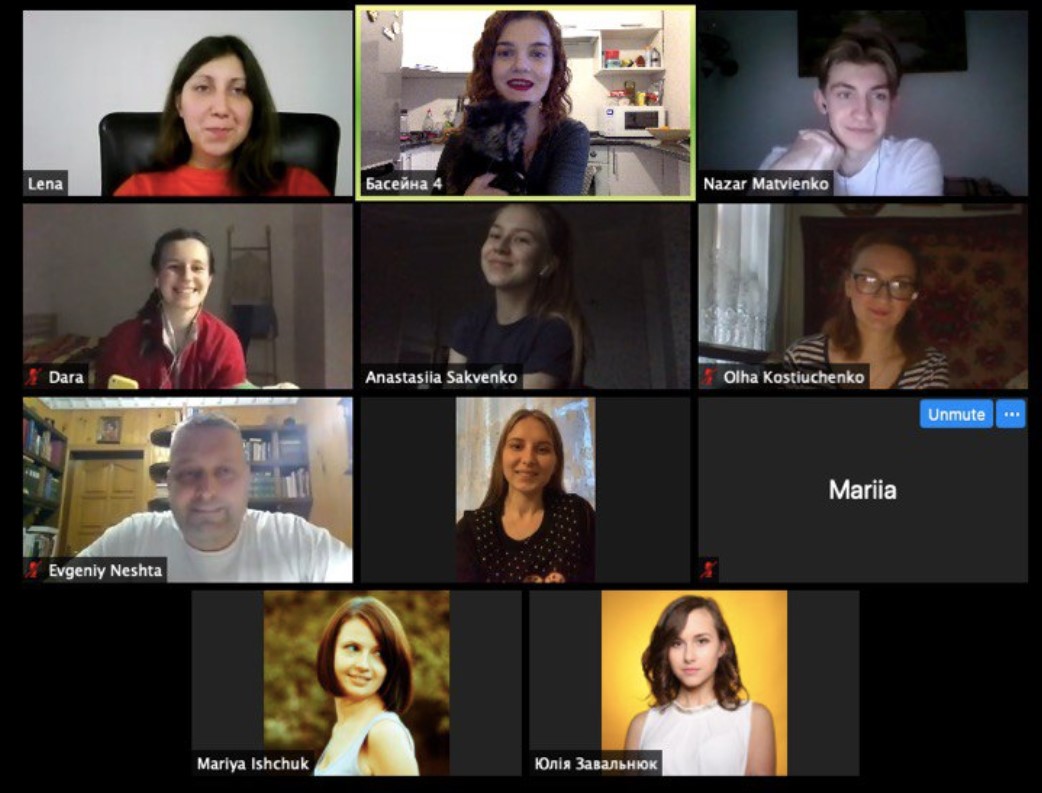 Lena
Басейна 4
Nazar Matvienko
Dara
Anastasiia Sakvenko
Olha Kostiuchenko
Evgeniy Neshta
Unmute
Mariia
Mariya Ishchuk
Юлія Завальнюк